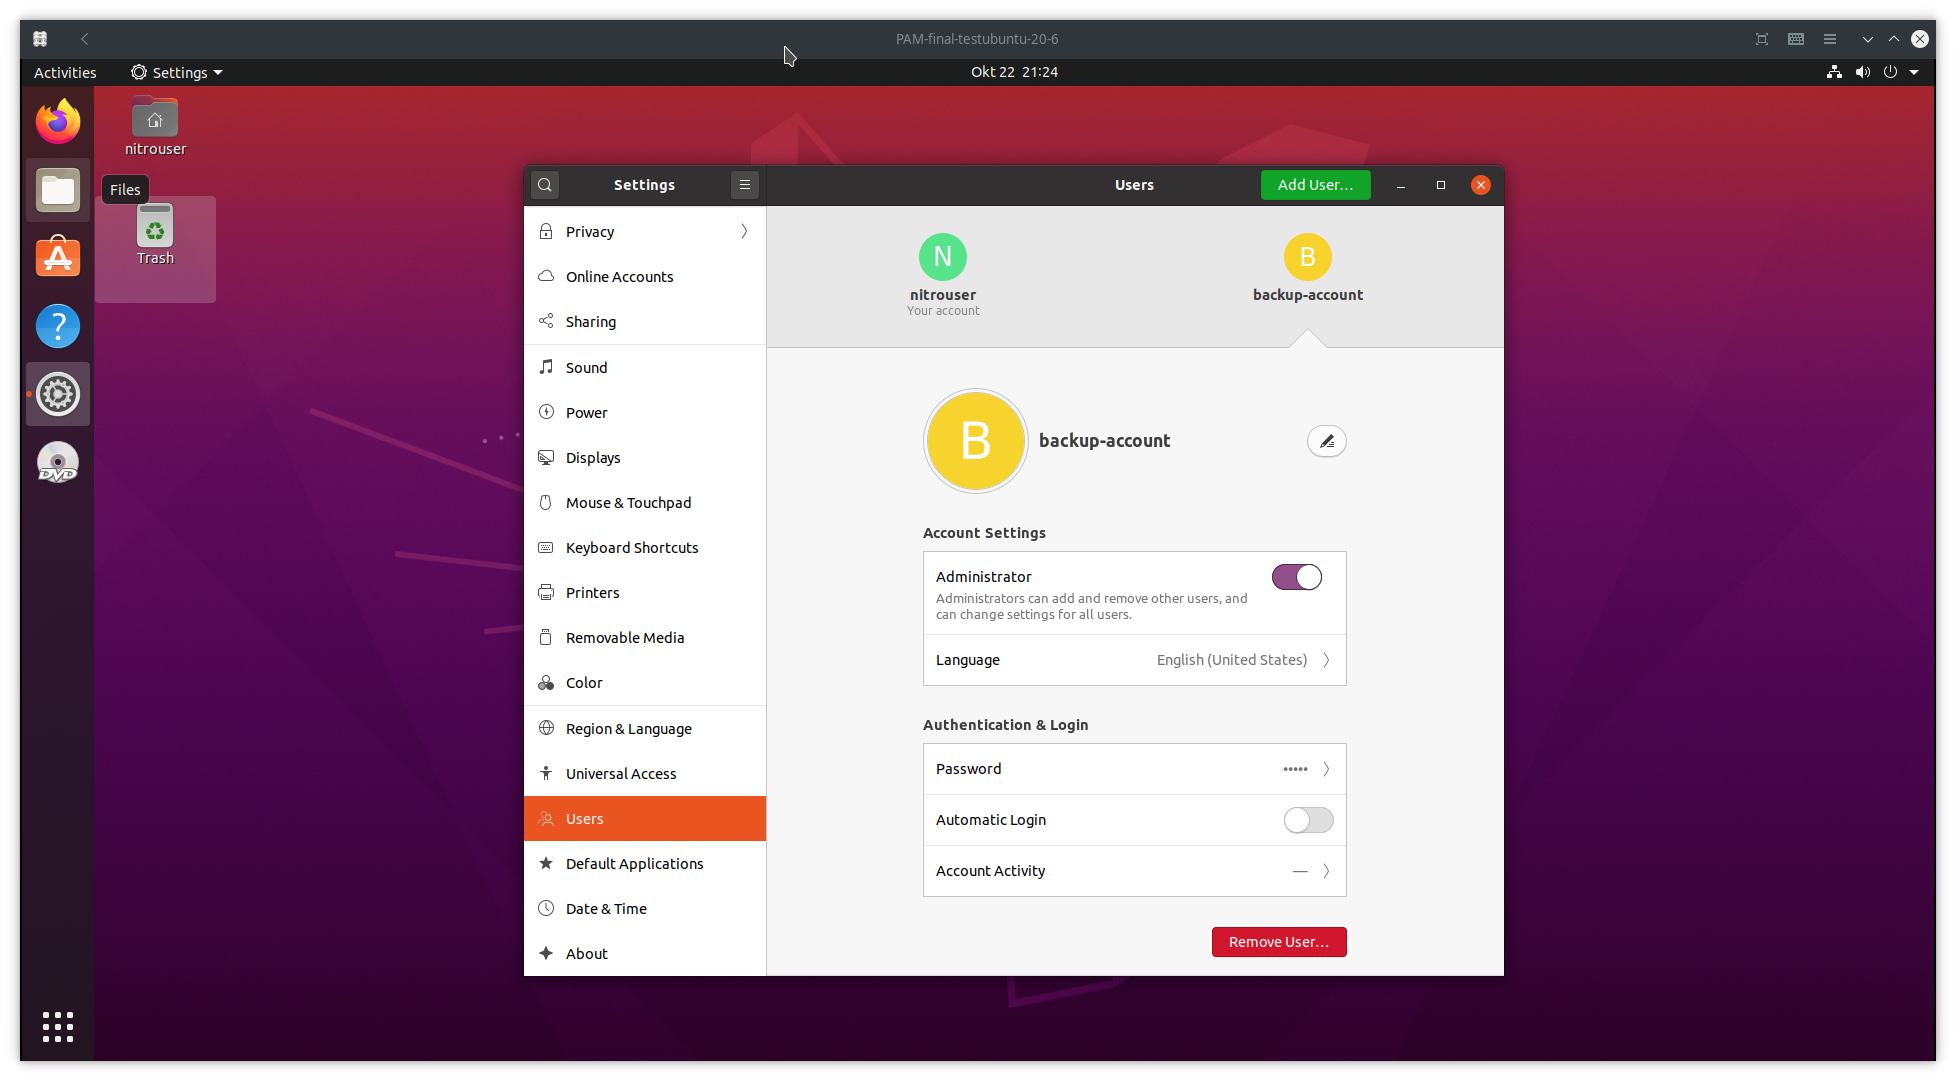 PAM-final-testubuntu-20-6
Activities
Settings
Okt 22 21:24
nitrouser
Files
Trash
DVD
Settings
Users
Add User…
Privacy
Online Accounts
Sharing
Sound
Power
Displays
Mouse & Touchpad
Keyboard Shortcuts
Printers
Removable Media
Color
Region & Language
Universal Access
Users
Default Applications
Date & Time
About
N
nitrouser
Your account
B
backup-account
B
backup-account
Account Settings
Administrator
Administrators can add and remove other users, and
can change settings for all users.
Language
English (United States)
Authentication & Login
Password
•••••
Automatic Login
Account Activity
—
Remove User…